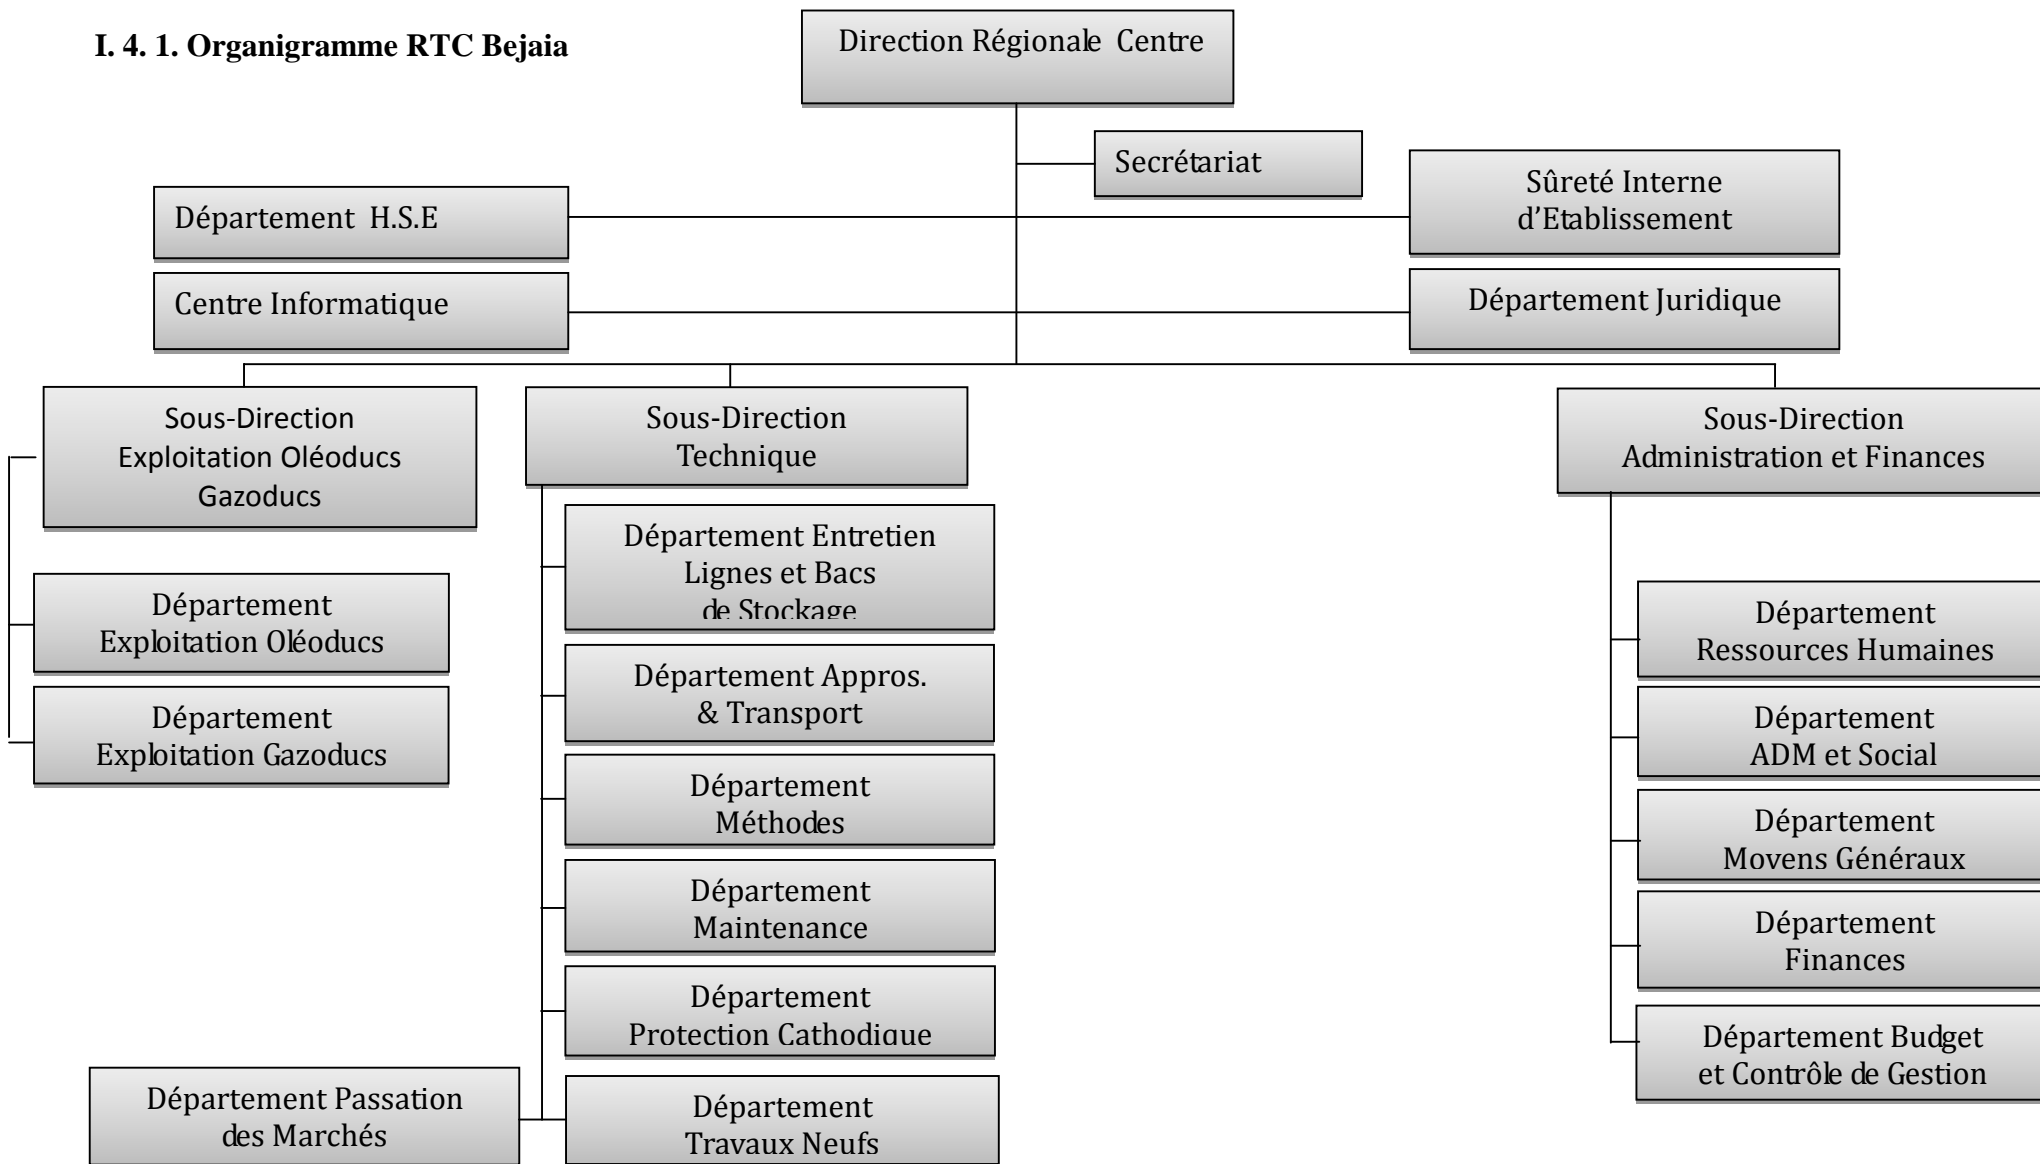 I. 4. 1. Organigramme RTC Bejaia
Direction Régionale Centre
Secrétariat
Sûreté Interne
d’Etablissement
Département H.S.E
Centre Informatique
Département Juridique
Sous-Direction
Exploitation Oléoducs
Gazoducs
Département
Exploitation Oléoducs
Département
Exploitation Gazoducs
Sous-Direction
Technique
Département Entretien
Lignes et Bacs
de Stockage
Département Appros.
& Transport
Département
Méthodes
Département
Maintenance
Département
Protection Cathodique
Département Passation
des Marchés
Département
Travaux Neufs
Sous-Direction
Administration et Finances
Département
Ressources Humaines
Département
ADM et Social
Département
Moyens Généraux
Département
Finances
Département Budget
et Contrôle de Gestion